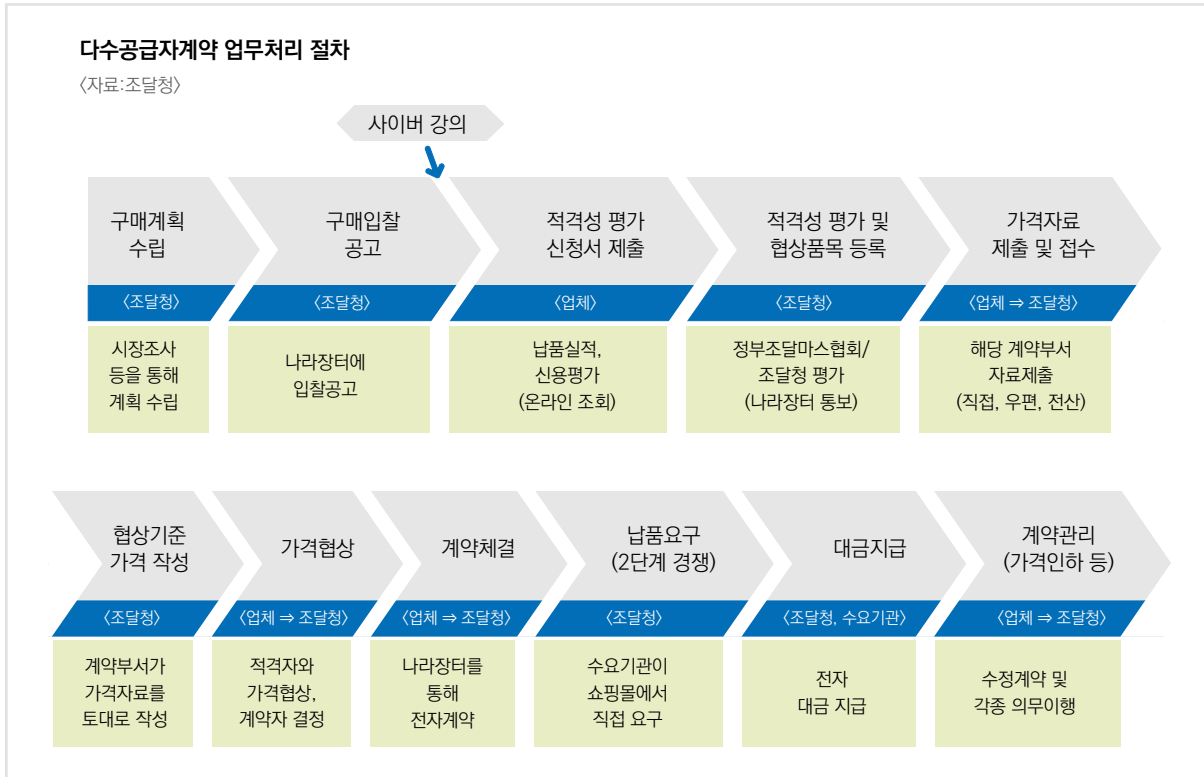 다수공급자계약 업무처리 절차
〈자료:조달청〉
사이버 강의
구매계획
수립
〈조달청〉
시장조사
등을 통해
계획 수립
구매입찰
공고
〈조달청〉
나라장터에
입찰공고
적격성 평가
신청서 제출
〈업체〉
납품실적,
신용평가
(온라인 조회)
적격성 평가 및
협상품목 등록
〈조달청〉
정부조달마스협회/
조달청 평가
(나라장터 통보)
가격자료
제출 및 접수
〈업체 ⇒ 조달청〉
해당 계약부서
자료제출
(직접, 우편, 전산)
협상기준
가격 작성
〈조달청〉
계약부서가
가격자료를
토대로 작성
가격협상
〈업체 ⇒ 조달청〉
적격자와
가격협상,
계약자 결정
계약체결
〈업체 ⇒ 조달청〉
나라장터를
통해
전자계약
납품요구
(2단계 경쟁)
〈조달청〉
수요기관이
쇼핑몰에서
직접 요구
대금지급
〈조달청, 수요기관〉
전자
대금 지급
계약관리
(가격인하 등)
〈업체 ⇒ 조달청〉
수정계약 및
각종 의무이행